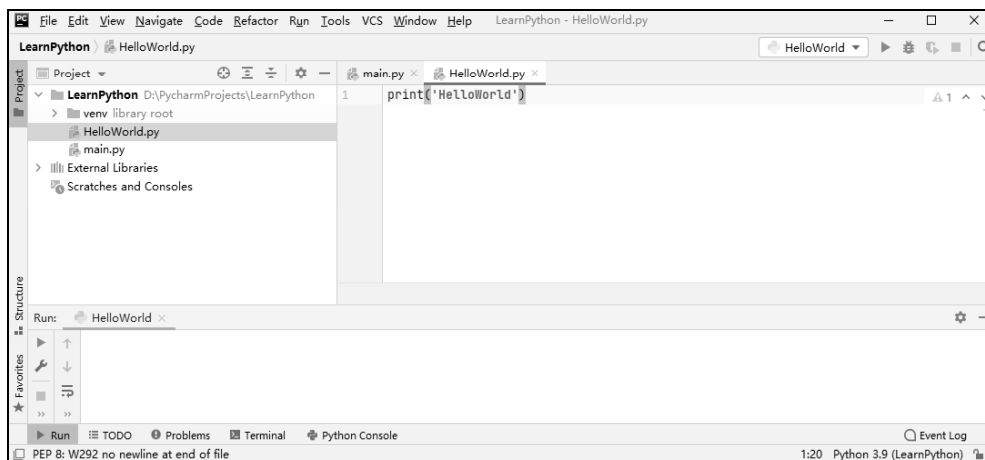 PC File Edit View Navigate Code Refactor Run Tools VCS Window Help LearnPython - HelloWorld.py
LearnPython HelloWorld.py HelloWorld
Project
Project
main.py HelloWorld.py
LearnPython D:\PycharmProjects\LearnPython
1 print('HelloWorld') 1
venv library root
HelloWorld.py
main.py
External Libraries
Scratches and Consoles
Structure
Favorites
Run: HelloWorld
Run TODO Problems Terminal Python Console Event Log
PEP 8: W292 no newline at end of file 1:20 Python 3.9 (LearnPython)